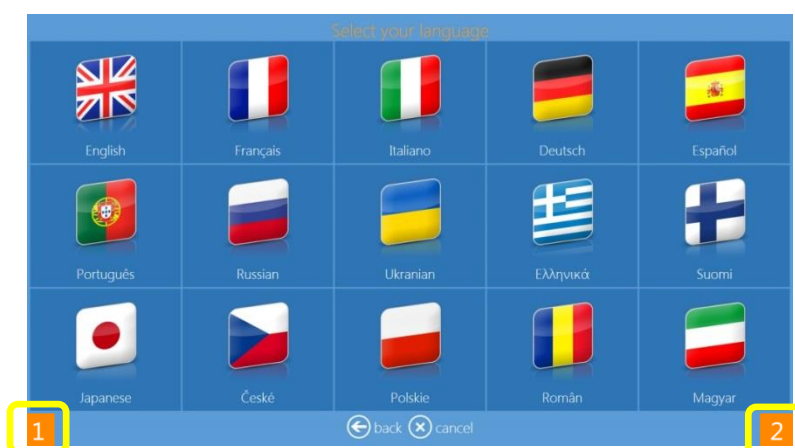 Select your language
English Français Italiano Deutsch Español
Português Russian Ukranian Ελληνικά Suomi
Japanese České Polskie Român Magyar
1 back cancel 2